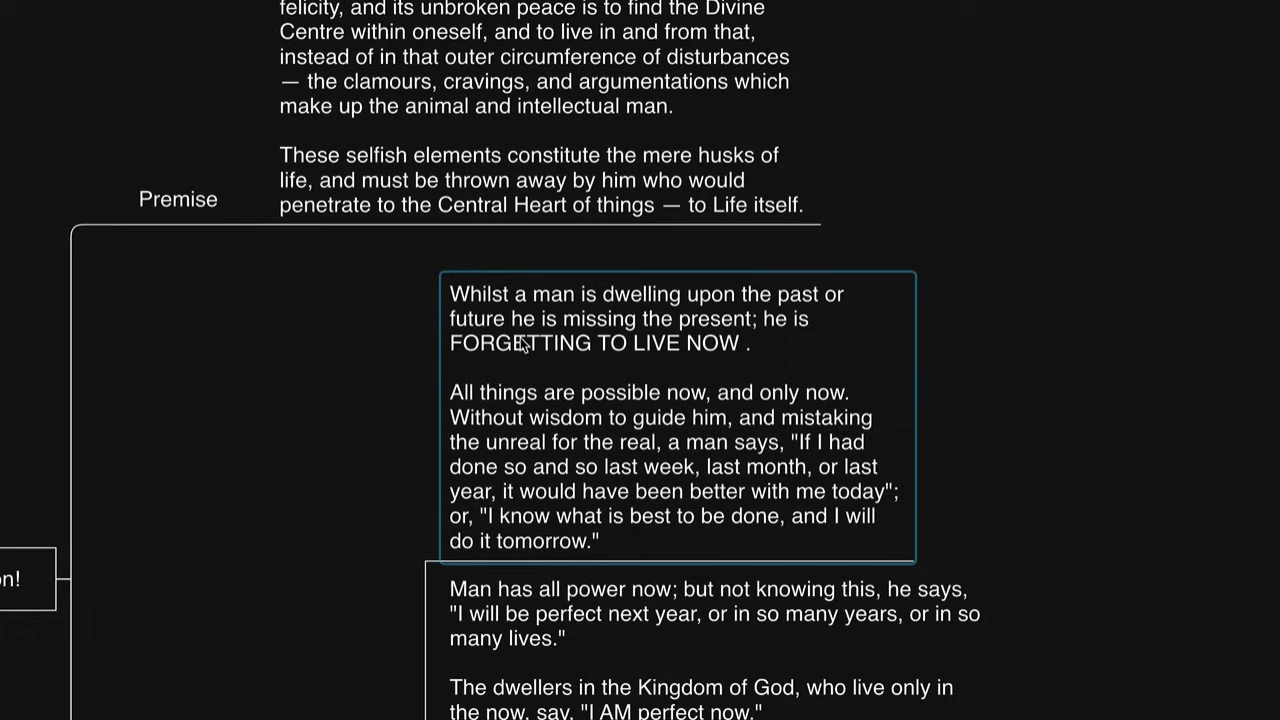 felicity, and its unbroken peace is to find the Divine
Centre within oneself, and to live in and from that,
instead of in that outer circumference of disturbances
— the clamours, cravings, and argumentations which
make up the animal and intellectual man.
These selfish elements constitute the mere husks of
life, and must be thrown away by him who would
penetrate to the Central Heart of things — to Life itself.
Premise
Whilst a man is dwelling upon the past or
future he is missing the present; he is
FORGETTING TO LIVE NOW .
All things are possible now, and only now.
Without wisdom to guide him, and mistaking
the unreal for the real, a man says, "If I had
done so and so last week, last month, or last
year, it would have been better with me today";
or, "I know what is best to be done, and I will
do it tomorrow."
on!
Man has all power now; but not knowing this, he says,
"I will be perfect next year, or in so many years, or in so
many lives."
The dwellers in the Kingdom of God, who live only in
the now, say, "I AM perfect now."